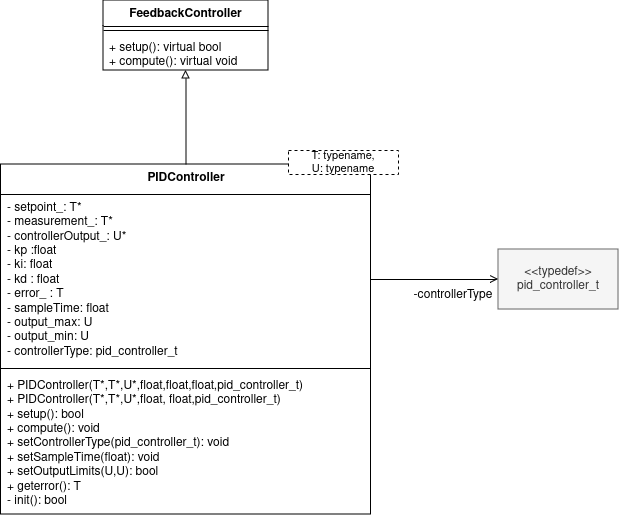 FeedbackController
+ setup(): virtual bool
+ compute(): virtual void
T: typename,
U: typename
PIDController
- setpoint_: T*
- measurement_: T*
- controllerOutput_: U*
- kp :float
- ki: float
- kd : float
- error_ : T
- sampleTime: float
- output_max: U
- output_min: U
- controllerType: pid_controller_t
<<typedef>>
pid_controller_t
-controllerType
+ PIDController(T*,T*,U*,float,float,float,pid_controller_t)
+ PIDController(T*,T*,U*,float, float,pid_controller_t)
+ setup(): bool
+ compute(): void
+ setControllerType(pid_controller_t): void
+ setSampleTime(float): void
+ setOutputLimits(U,U): bool
+ geterror(): T
- init(): bool